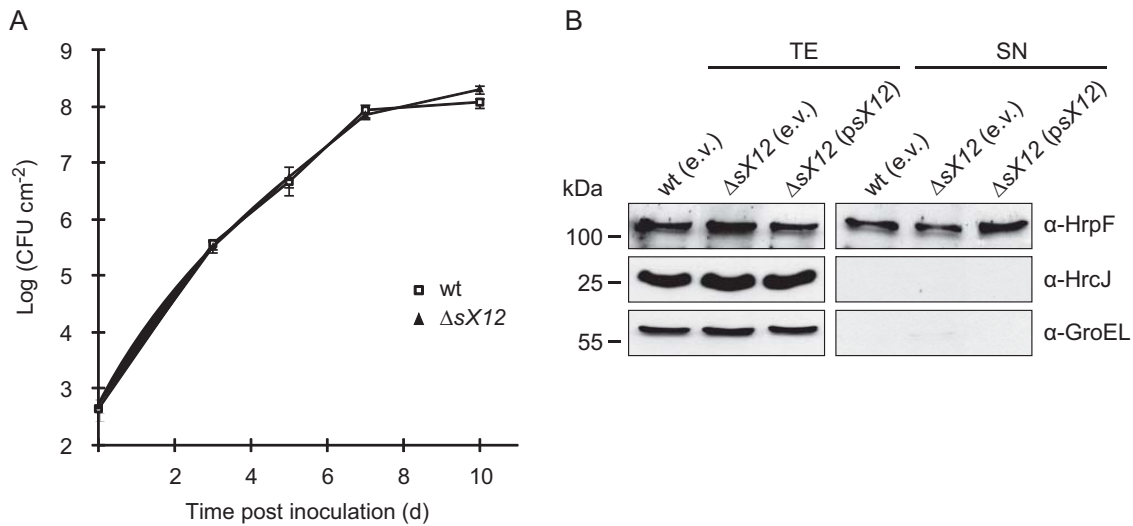 A
9
8
7
6
5
4
3
2
2
4
6
8
10
Log (CFU cm-2)
Time post inoculation (d)
wt
ΔsX12
B
TE
SN
wt (e.v.)
ΔsX12 (e.v.)
ΔsX12 (psX12)
wt (e.v.)
ΔsX12 (e.v.)
ΔsX12 (psX12)
kDa
100
α-HrpF
25
α-HrcJ
55
α-GroEL